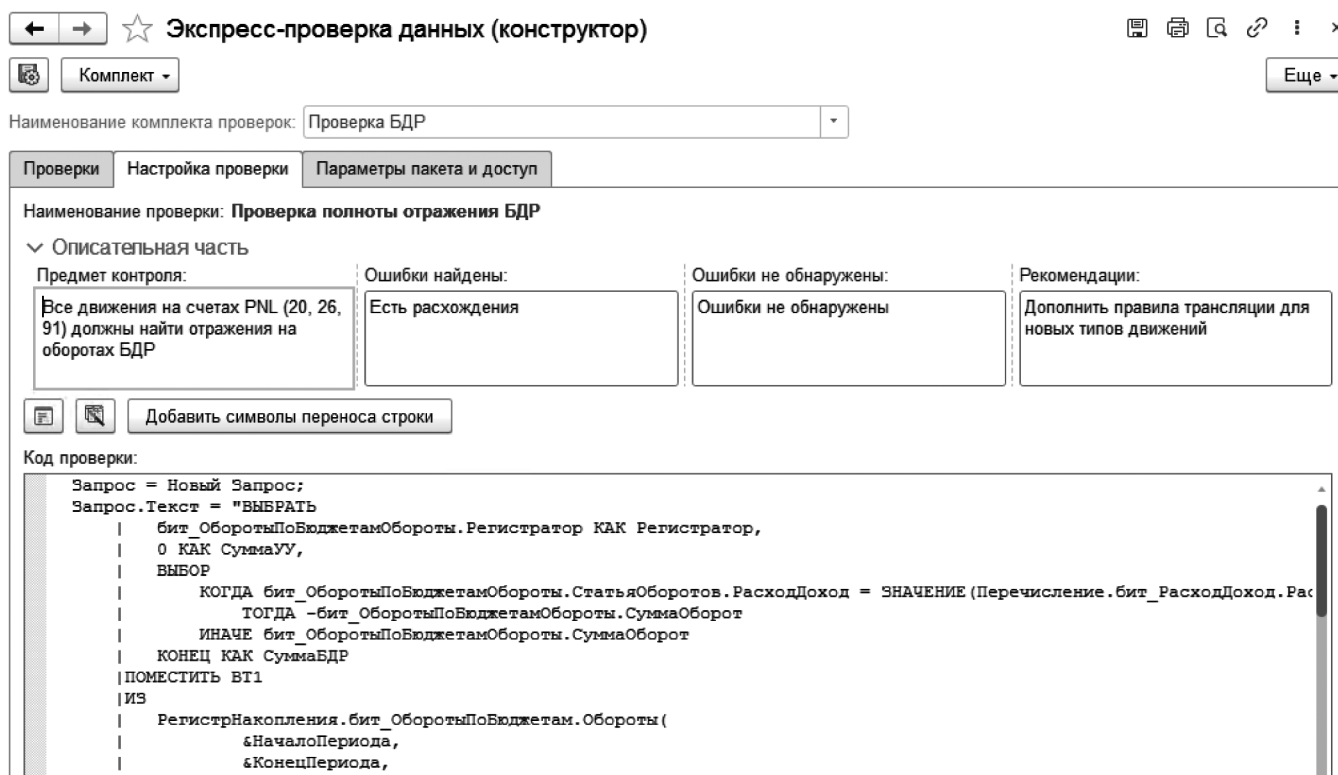 Экспресс-проверка данных (конструктор)
Комплект
Еще
Наименование комплекта проверок: Проверка БДР
Проверки Настройка проверки Параметры пакета и доступ
Наименование проверки: Проверка полноты отражения БДР
Описательная часть
Предмет контроля: Ошибки найдены: Ошибки не обнаружены: Рекомендации:
Все движения на счетах PNL (20, 26, Есть расхождения Ошибки не обнаружены Дополнить правила трансляции для
91) должны найти отражения на новых типов движений
оборотах БДР
Добавить символы переноса строки
Код проверки:
Запрос = Новый Запрос;
Запрос.Текст = "ВЫБРАТЬ
| бит_ОборотыПоБюджетамОбороты.Регистратор КАК Регистратор,
| 0 КАК СуммаУУ,
| ВЫБОР
| КОГДА бит_ОборотыПоБюджетамОбороты.СтатьяОборотов.РасходДоход = ЗНАЧЕНИЕ(Перечисление.бит_РасходДоход.Рас
| ТОГДА -бит_ОборотыПоБюджетамОбороты.СуммаОборот
| ИНАЧЕ бит_ОборотыПоБюджетамОбороты.СуммаОборот
| КОНЕЦ КАК СуммаБДР
|ПОМЕСТИТЬ ВТ1
|ИЗ
| РегистрНакопления.бит_ОборотыПоБюджетам.Обороты(
| &НачалоПериода,
| &КонецПериода,